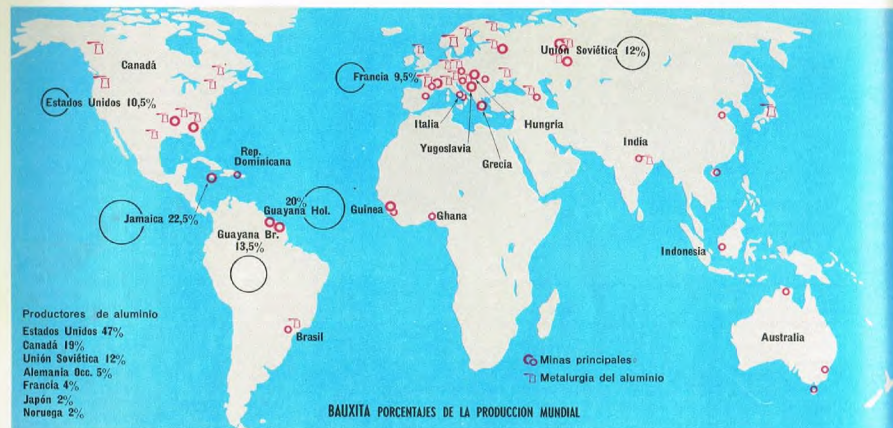 Canadá
Estados Unidos 10,5%
Rep.
Dominicana
Jamaica 22,5%
20%
Guayana Hol.
Guayana Br.
13,5%
Brasil
Francia 9,5%
Unión Soviética 12%
Italia
Yugoslavia
Grecia
Hungría
India
Guinea
Ghana
Indonesia
Australia
Productores de aluminio
Estados Unidos 47%
Canadá 19%
Unión Soviética 12%
Alemania Occ. 5%
Francia 4%
Japón 2%
Noruega 2%
Minas principales
Metalurgia del aluminio
BAUXITA PORCENTAJES DE LA PRODUCCION MUNDIAL